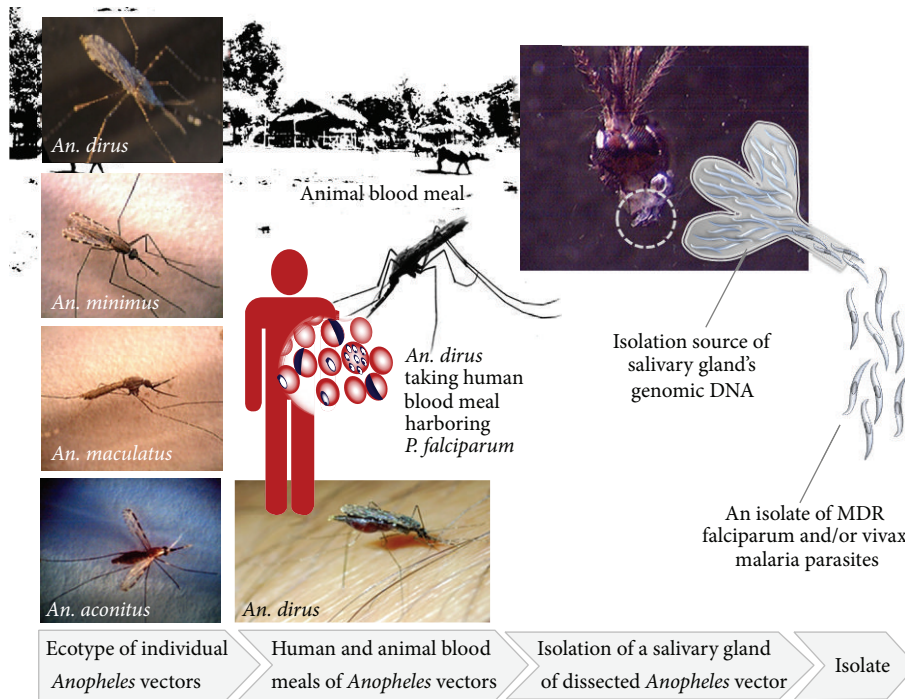 An. dirus
An. minimus
An. maculatus
An. aconitus
Animal blood meal
An. dirus
taking human
blood meal
harboring
P. falciparum
An. dirus
Isolation source of
salivary gland's
genomic DNA
An isolate of MDR
falciparum and/or vivax
malaria parasites
Ecotype of individual
Anopheles vectors
Human and animal blood
meals of Anopheles vectors
Isolation of a salivary gland
of dissected Anopheles vector
Isolate